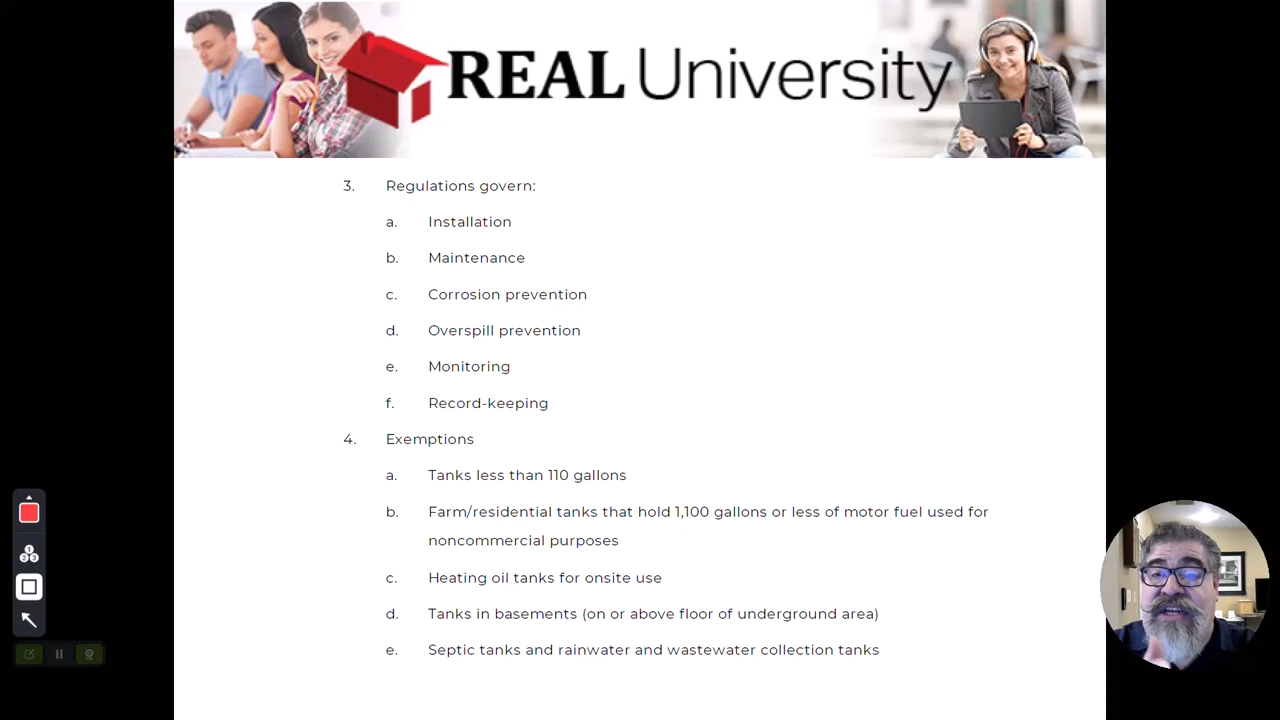 REAL University
3. Regulations govern:
a. Installation
b. Maintenance
c. Corrosion prevention
d. Overspill prevention
e. Monitoring
f. Record-keeping
4. Exemptions
a. Tanks less than 110 gallons
b. Farm/residential tanks that hold 1,100 gallons or less of motor fuel used for
noncommercial purposes
c. Heating oil tanks for onsite use
d. Tanks in basements (on or above floor of underground area)
e. Septic tanks and rainwater and wastewater collection tanks